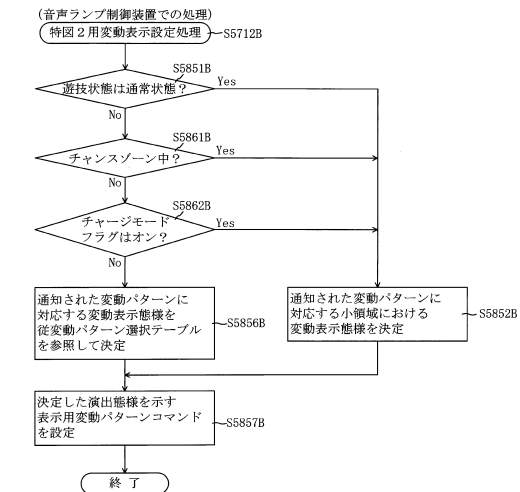 (音声ランプ制御装置での処理)
特図２用変動表示設定処理
S5712B
S5851B
遊技状態は通常状態？
Yes
No
S5861B
チャンスゾーン中？
Yes
No
S5862B
チャージモード
フラグはオン？
Yes
No
通知された変動パターンに
対応する変動表示態様を
従変動パターン選択テーブル
を参照して決定
S5856B
通知された変動パターンに
対応する小領域における
変動表示態様を決定
S5852B
決定した演出態様を示す
表示用変動パターンコマンド
を設定
S5857B
終 了